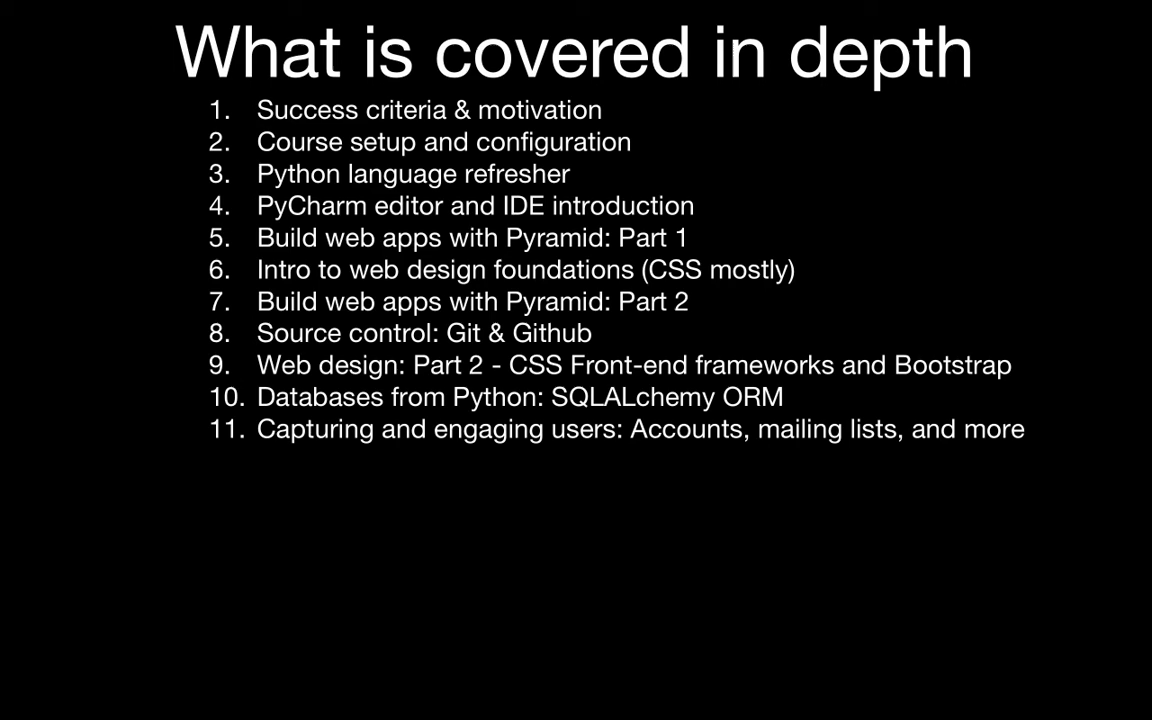 What is covered in depth
1. Success criteria & motivation
2. Course setup and configuration
3. Python language refresher
4. PyCharm editor and IDE introduction
5. Build web apps with Pyramid: Part 1
6. Intro to web design foundations (CSS mostly)
7. Build web apps with Pyramid: Part 2
8. Source control: Git & Github
9. Web design: Part 2 - CSS Front-end frameworks and Bootstrap
10. Databases from Python: SQLALchemy ORM
11. Capturing and engaging users: Accounts, mailing lists, and more